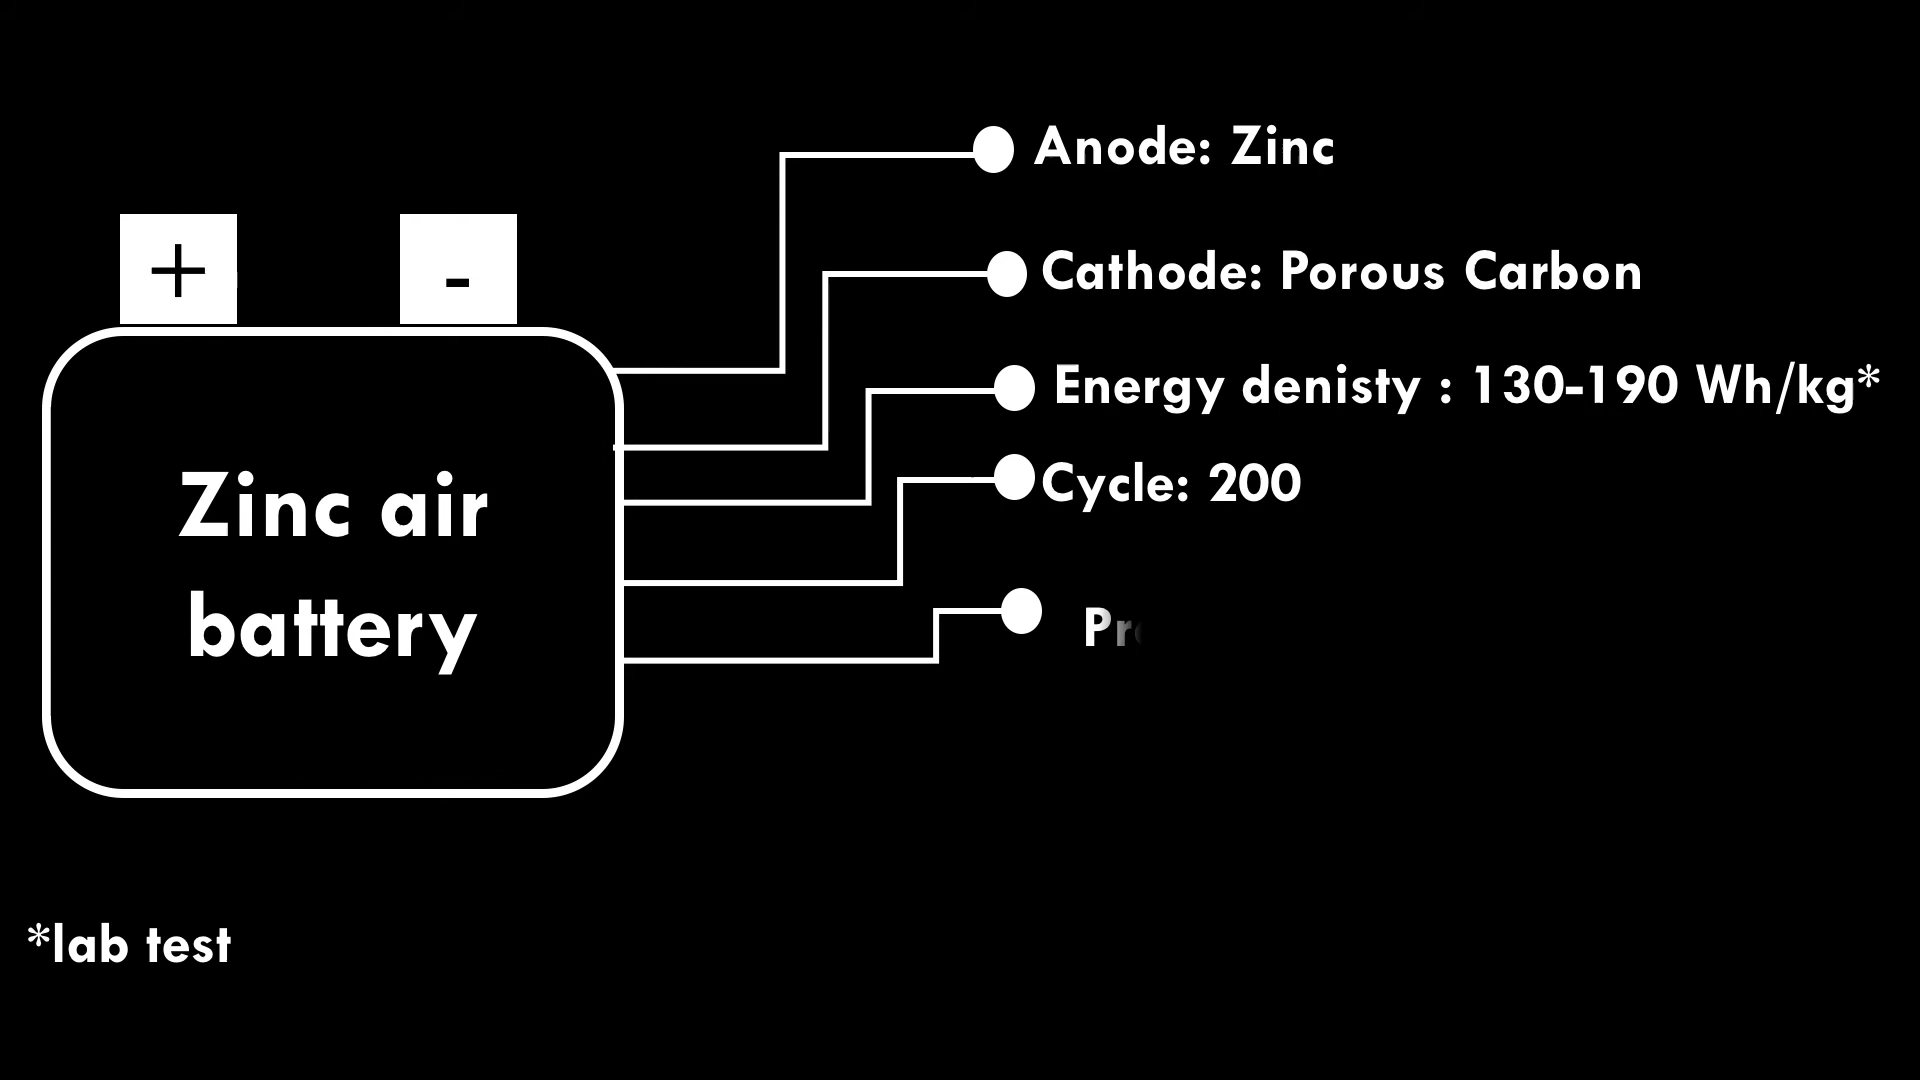 Anode: Zinc
+ -
Cathode: Porous Carbon
Energy denisty : 130-190 Wh/kg*
Cycle: 200
Zinc air
battery
*lab test